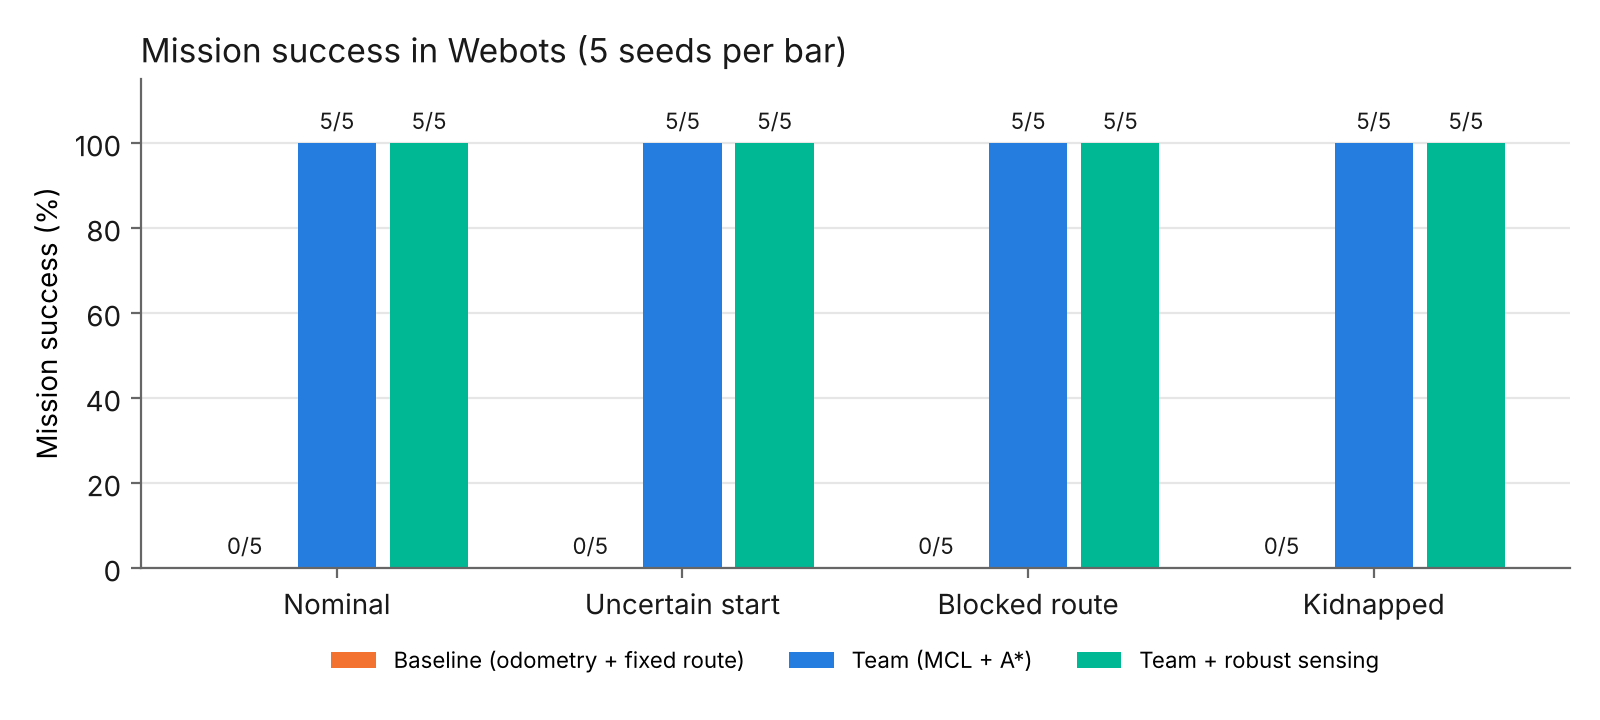 Mission success in Webots (5 seeds per bar)
Mission success (%)
100
80
60
40
20
0
0/5 5/5 5/5 0/5 5/5 5/5 0/5 5/5 5/5 0/5 5/5 5/5
Nominal Uncertain start Blocked route Kidnapped
Baseline (odometry + fixed route) Team (MCL + A*) Team + robust sensing